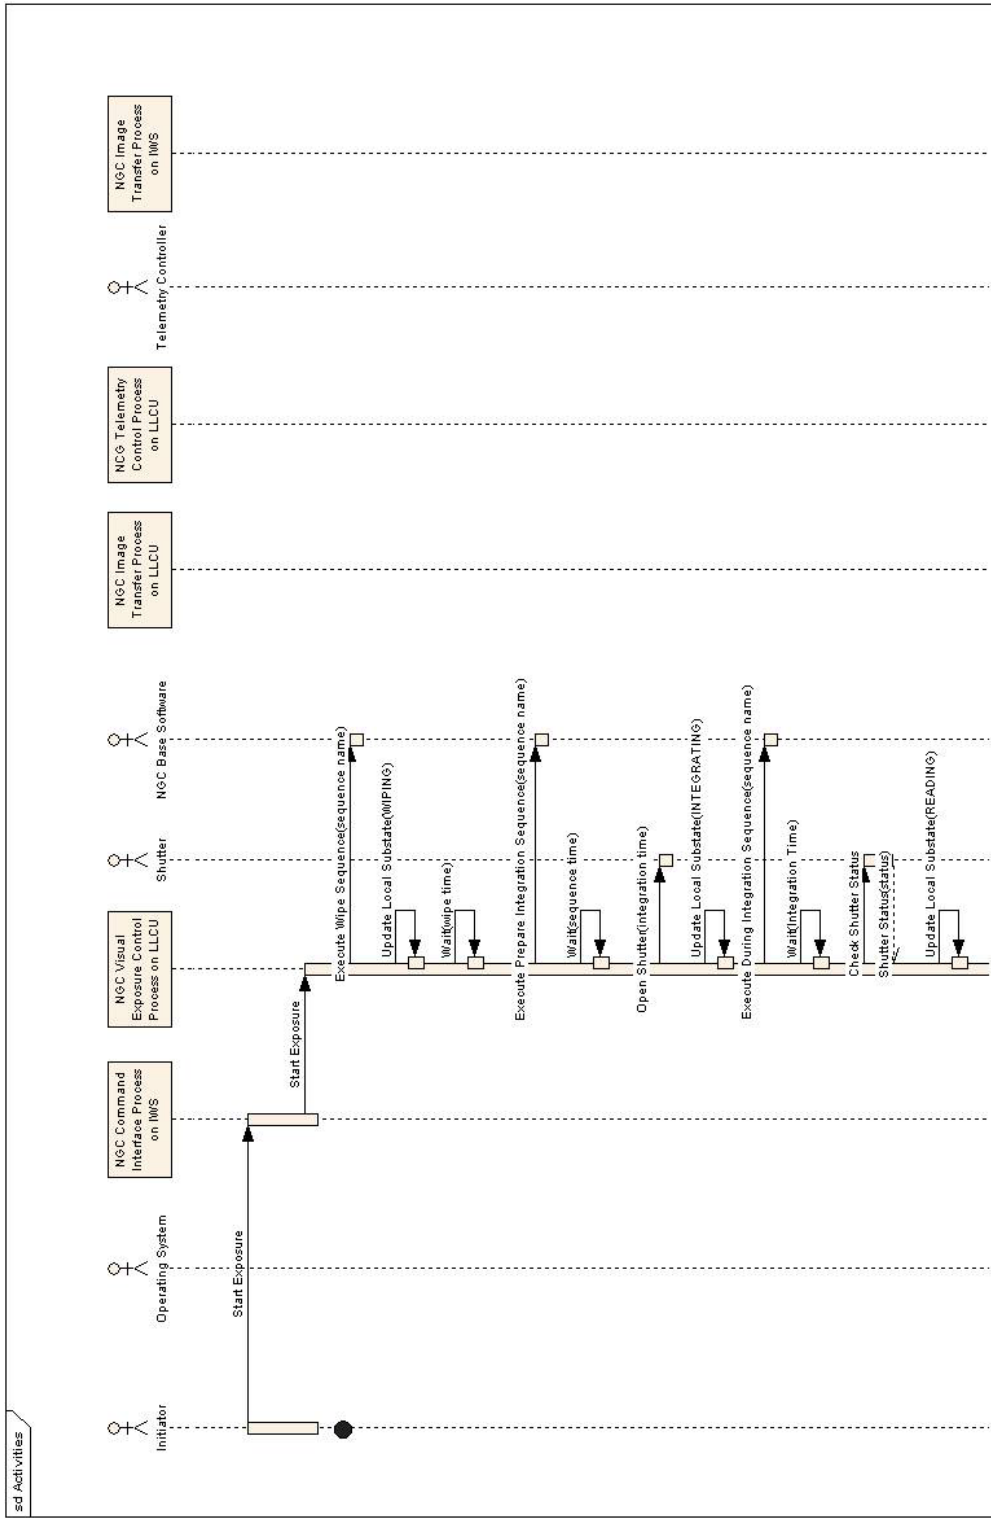 sd Activities
Initiator
Operating System
NGC Command
Interface Process
on IWS
NGC Visual
Exposure Control
Process on LLCU
Shutter
NGC Base Software
NGC Image
Transfer Process
on LLCU
NCG Telemetry
Control Process
on LLCU
Telemetry Controller
NGC Image
Transfer Process
on IWS
Start Exposure
Start Exposure
Execute Wipe Sequence(sequence name)
Update Local Substate(WIPING)
Wait(wipe time)
Execute Prepare Integration Sequence(sequence name)
Wait(sequence time)
Open Shutter(integration time)
Update Local Substate(INTEGRATING)
Execute During Integration Sequence(sequence name)
Wait(Integration Time)
Check Shutter Status
Shutter Status(status)
Update Local Substate(READING)